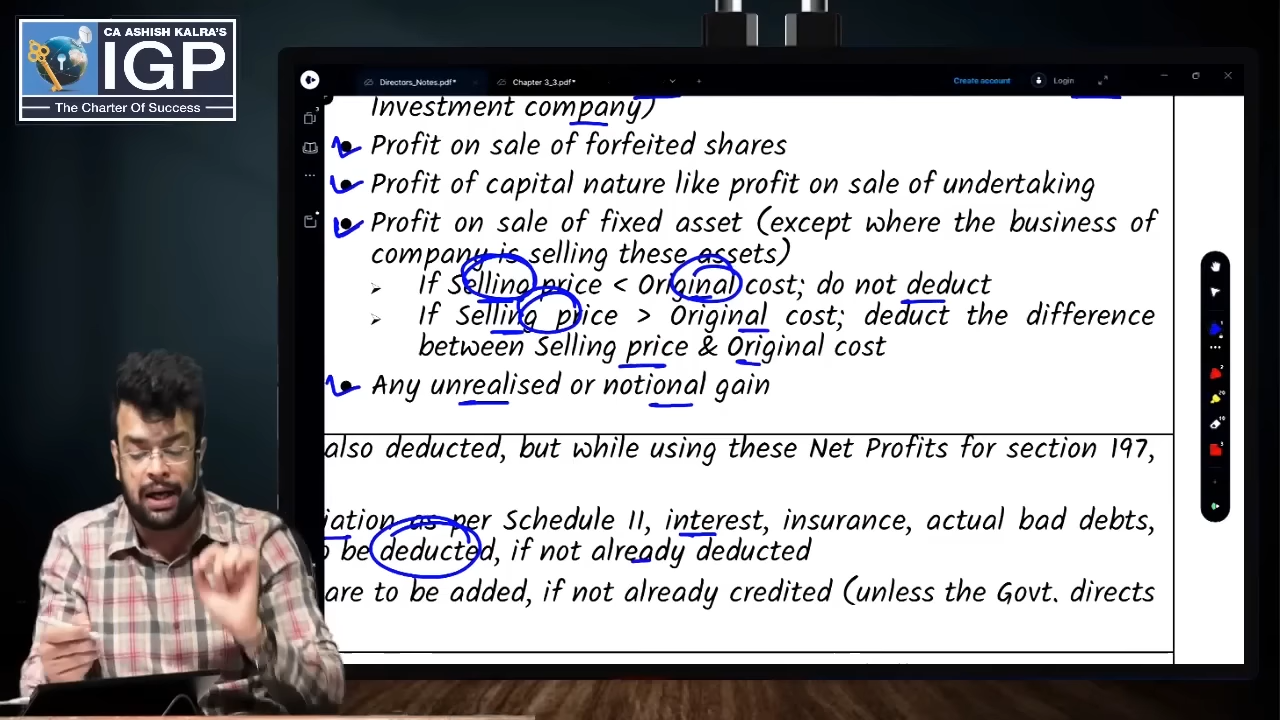 CA ASHISH KALRA'S
IGP
The Charter Of Success
Directors_Notes.pdf*
Chapter 3_3.pdf*
Create account
Login
Investment company)
• Profit on sale of forfeited shares
• Profit of capital nature like profit on sale of undertaking
• Profit on sale of fixed asset (except where the business of
company is selling these assets)
➢ If Selling price < Original cost; do not deduct
➢ If Selling price > Original cost; deduct the difference
between Selling price & Original cost
• Any unrealised or notional gain
also deducted, but while using these Net Profits for section 197,
iation as per Schedule II, interest, insurance, actual bad debts,
be deducted, if not already deducted
are to be added, if not already credited (unless the Govt. directs